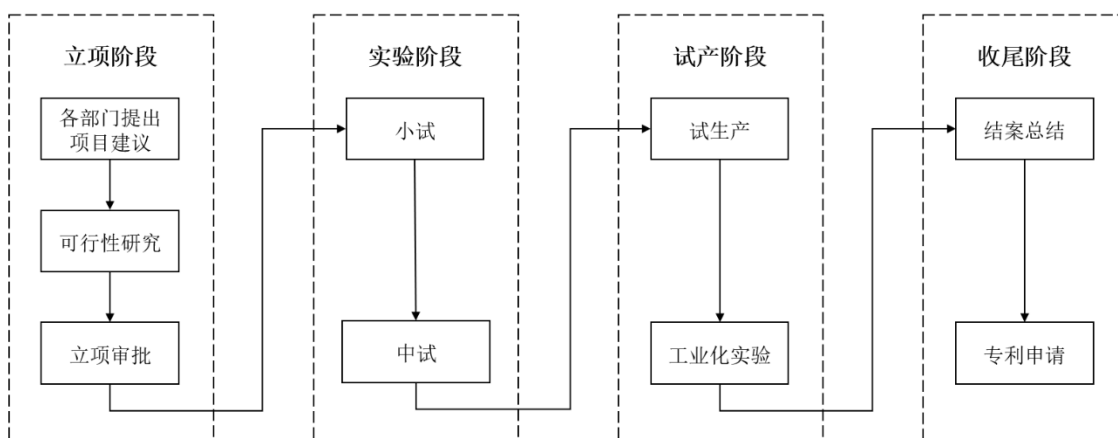 立项阶段
各部门提出
项目建议
可行性研究
立项审批
实验阶段
小试
中试
试产阶段
试生产
工业化实验
收尾阶段
结案总结
专利申请